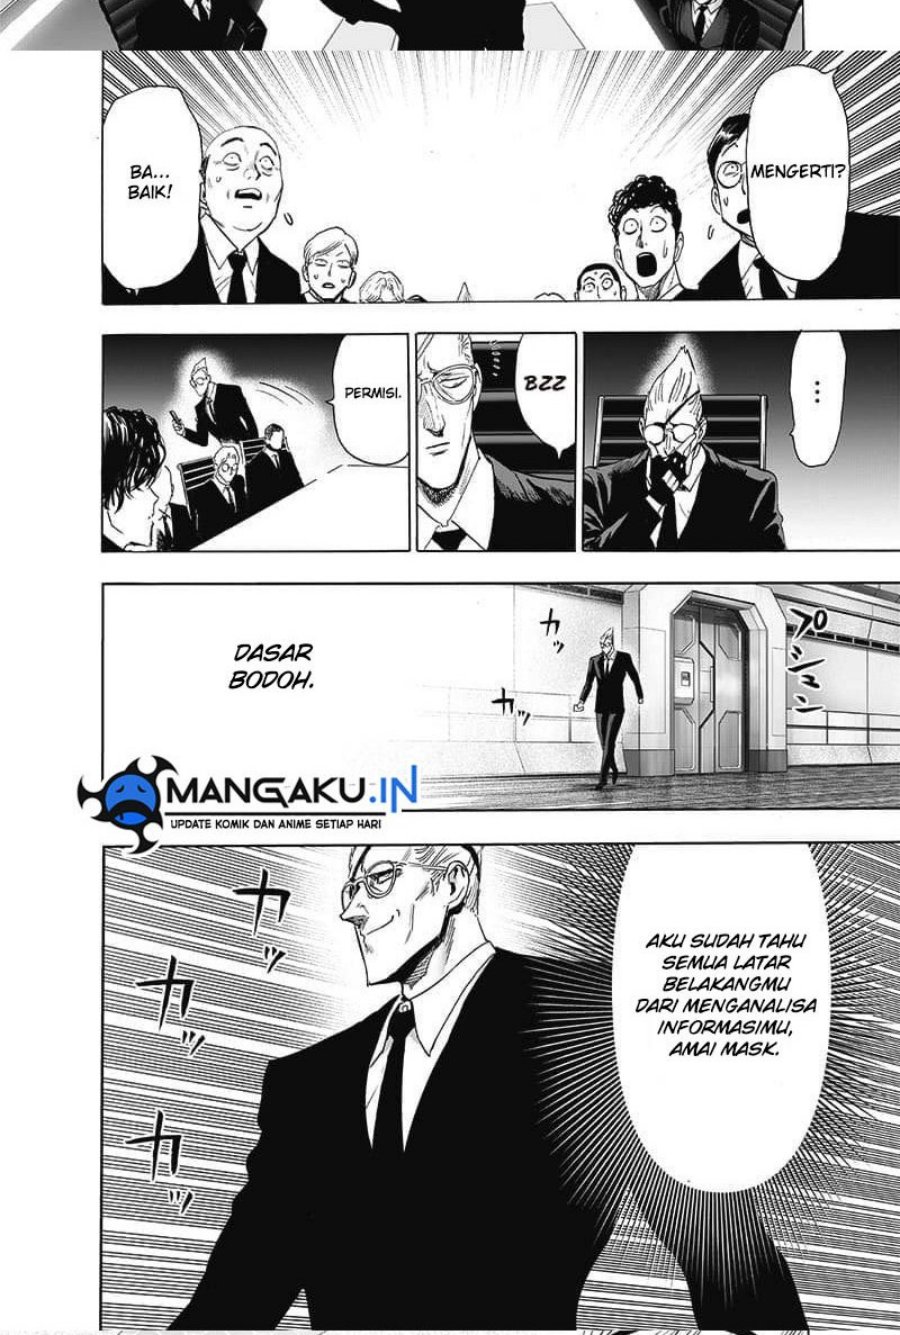 MENGERTI?
BA...
BAIK!
...
BZZ
PERMISI.
プシュン
カ
カッ
DASAR
BODOH.
MANGAKU.IN
UPDATE KOMIK DAN ANIME SETIAP HARI
AKU SUDAH TAHU
SEMUA LATAR
BELAKANGMU
DARI MENGANALISA
INFORMASIMU,
AMAI MASK.
カッ
カッ
カッ